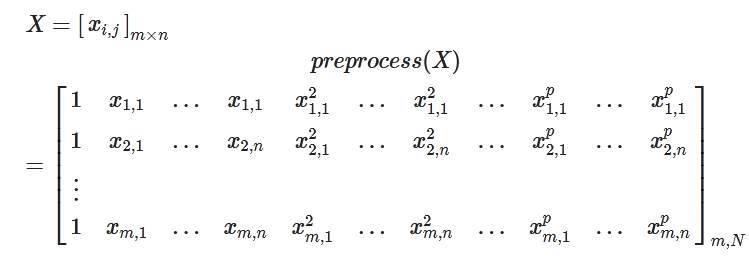 X = [ x_{i,j} ]_{m×n}
preprocess(X)
= [ 1 x_{1,1} … x_{1,1} x_{1,1}^2 … x_{1,1}^2 … x_{1,1}^p … x_{1,1}^p
1 x_{2,1} … x_{2,n} x_{2,1}^2 … x_{2,n}^2 … x_{2,1}^p … x_{2,n}^p
⋮
1 x_{m,1} … x_{m,n} x_{m,1}^2 … x_{m,n}^2 … x_{m,1}^p … x_{m,n}^p ]_{m,N}